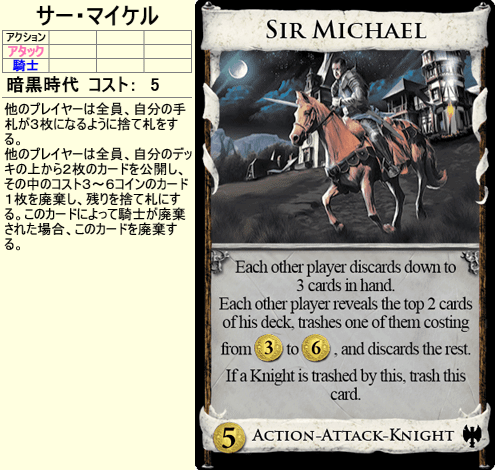 サー・マイケル
アクション
アタック
騎士
暗黒時代 コスト: 5
他のプレイヤーは全員、自分の手
札が3枚になるように捨て札をす
る。
他のプレイヤーは全員、自分のデッ
キの上から2枚のカードを公開し、
その中のコスト3～6コインのカード
1枚を廃棄し、残りを捨て札にす
る。このカードによって騎士が廃棄
された場合、このカードを廃棄す
る。
SIR MICHAEL
Each other player discards down to
3 cards in hand.
Each other player reveals the top 2 cards
of his deck, trashes one of them costing
from 3 to 6 , and discards the rest.
If a Knight is trashed by this, trash this
card.
5 ACTION-ATTACK-KNIGHT